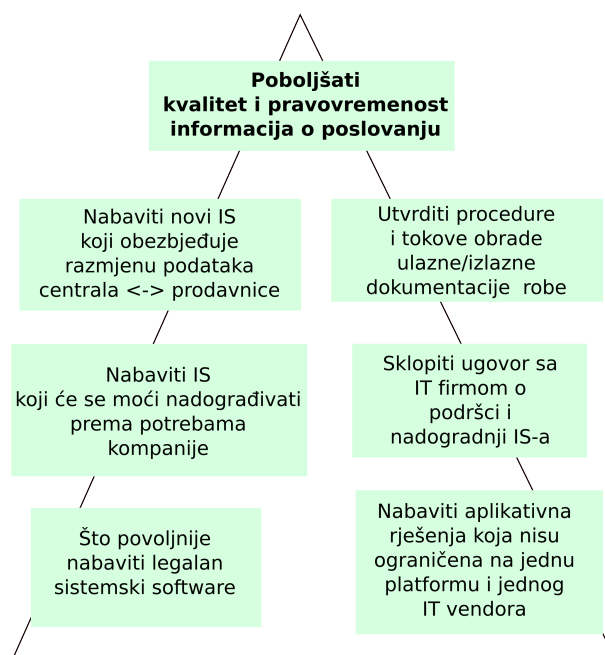 Poboljšati
kvalitet i pravovremenost
informacija o poslovanju
Nabaviti novi IS
koji obezbjeđuje
razmjenu podataka
centrala <-> prodavnice
Utvrditi procedure
i tokove obrade
ulazne/izlazne
dokumentacije robe
Nabaviti IS
koji će se moći nadograđivati
prema potrebama
kompanije
Sklopiti ugovor sa
IT firmom o
podršci i
nadogradnji IS-a
Što povoljnije
nabaviti legalan
sistemski software
Nabaviti aplikativna
rješenja koja nisu
ograničena na jednu
platformu i jednog
IT vendora